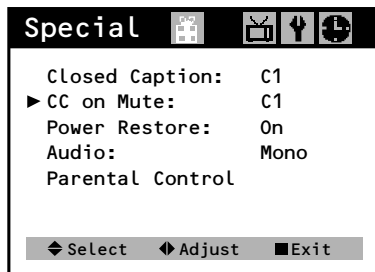 Special
Closed Caption: C1
CC on Mute: C1
Power Restore: On
Audio: Mono
Parental Control
Select Adjust Exit